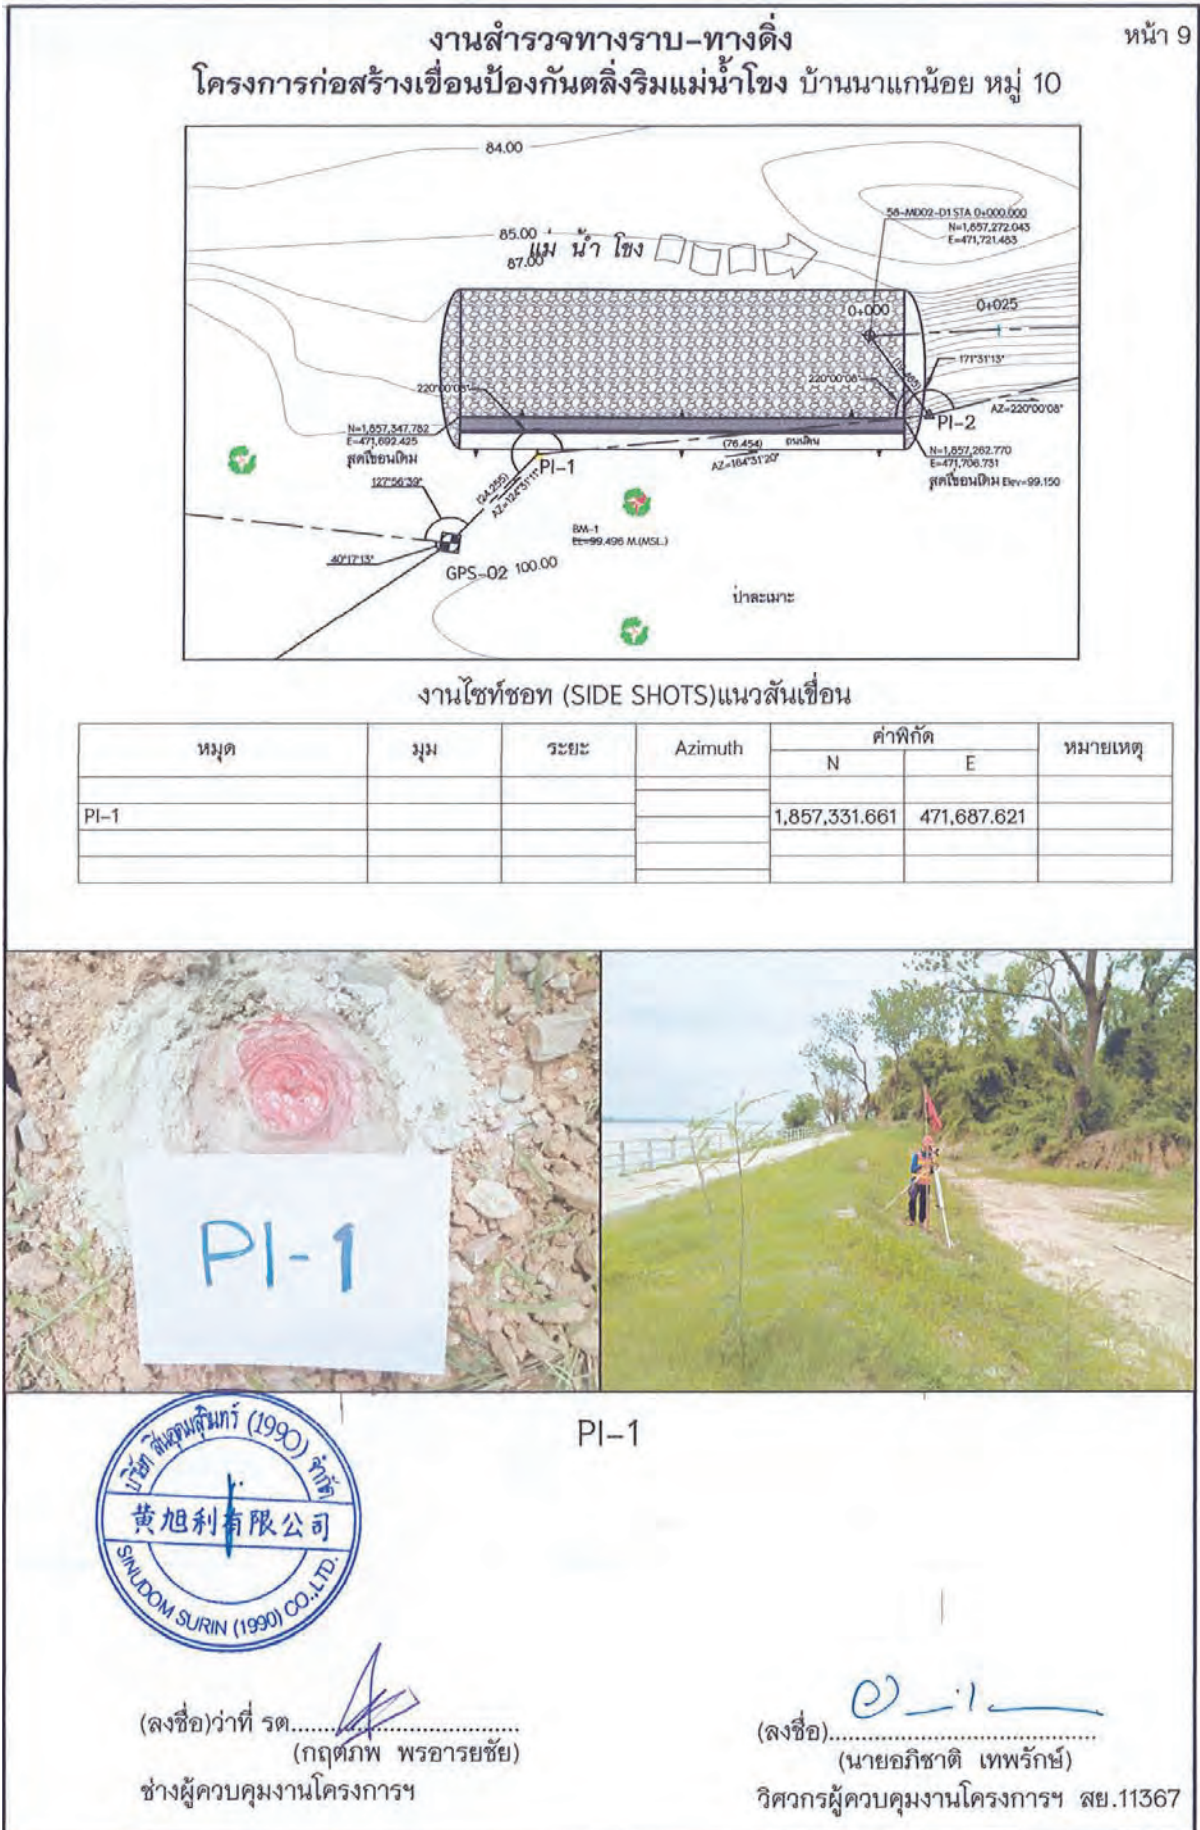 หน้า 9
งานสำรวจทางราบ-ทางดิ่ง
โครงการก่อสร้างเขื่อนป้องกันตลิ่งริมแม่น้ำโขง บ้านนาแกน้อย หมู่ 10
84.00
58-MD02-D1 STA 0+000.000
N=1,857,272.043
E=471,721.483
85.00
แม่ น้ำ โขง
87.00
0+000
0+025
171°31'13"
220°00'08"
220°00'08"
AZ=220°00'08"
PI-2
N=1,857,347.782
E=471,692.425
สุดเขื่อนเดิม
(76.454)
ถนนเดิม
AZ=164°31'20"
N=1,857,262.770
E=471,706.731
สุดเขื่อนเดิม Elev=99.150
PI-1
127°56'39"
(24.255)
AZ=124°31'11"
BM-1
EL=99.496 M.(MSL.)
40°17'13"
GPS-02
100.00
ป่าละเมาะ
งานไซท์ชอท (SIDE SHOTS)แนวสันเขื่อน
หมุด มุม ระยะ Azimuth ค่าพิกัด หมายเหตุ
N E
PI-1 1,857,331.661 471,687.621
PI-1
PI-1
บริษัท สินอุดมสุรินทร์ (1990) จำกัด
黄旭利有限公司
SINUDOM SURIN (1990) CO.,LTD.
(ลงชื่อ)ว่าที่ รต.................................
(กฤตภพ พรอารยชัย)
ช่างผู้ควบคุมงานโครงการฯ
(ลงชื่อ)......................................
(นายอภิชาติ เทพรักษ์)
วิศวกรผู้ควบคุมงานโครงการฯ สย.11367